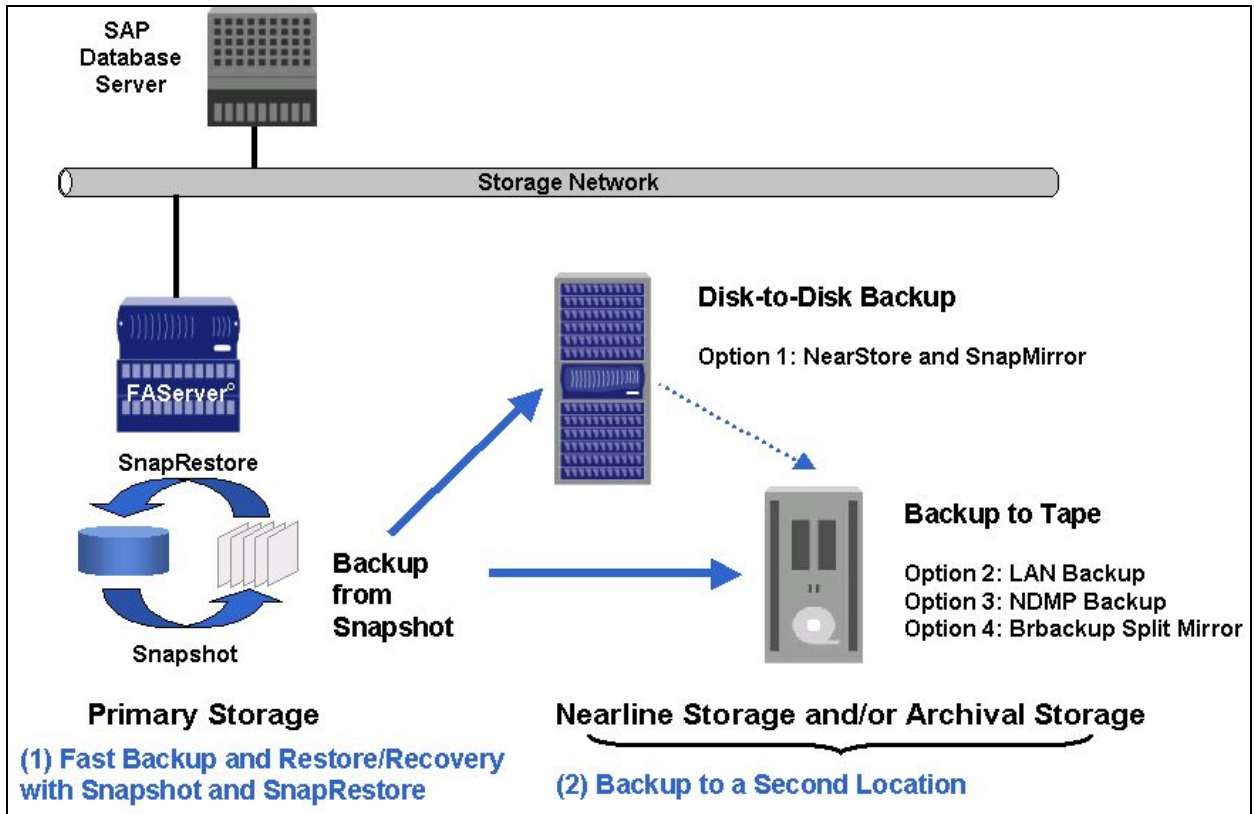 SAP
Database
Server
Storage Network
FAServer°
SnapRestore
Snapshot
Backup
from
Snapshot
Disk-to-Disk Backup
Option 1: NearStore and SnapMirror
Backup to Tape
Option 2: LAN Backup
Option 3: NDMP Backup
Option 4: Brbackup Split Mirror
Primary Storage
(1) Fast Backup and Restore/Recovery
with Snapshot and SnapRestore
Nearline Storage and/or Archival Storage
(2) Backup to a Second Location